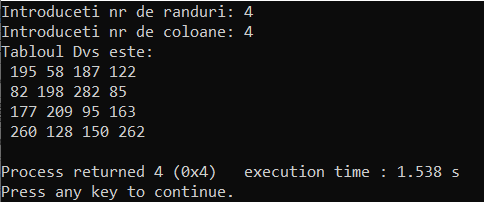 Introduceti nr de randuri: 4
Introduceti nr de coloane: 4
Tabloul Dvs este:
195 58 187 122
82 198 282 85
177 209 95 163
260 128 150 262
Process returned 4 (0x4)   execution time : 1.538 s
Press any key to continue.